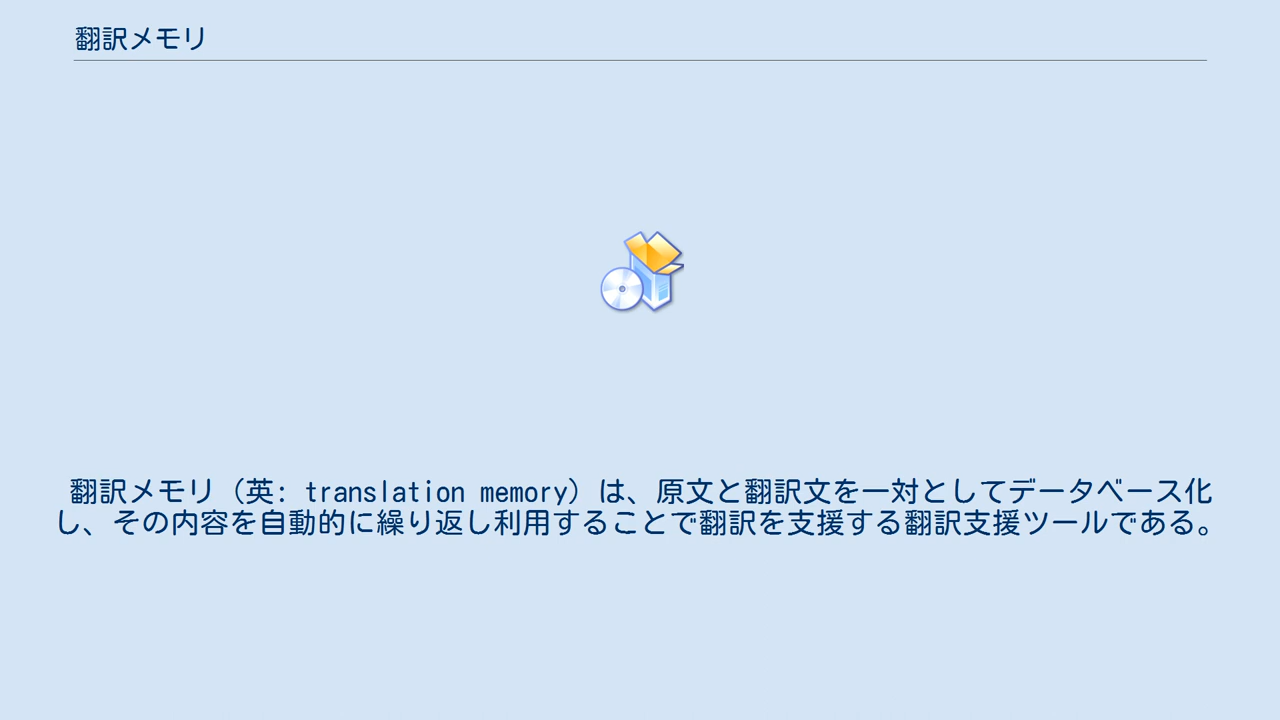 翻訳メモリ
翻訳メモリ（英: translation memory）は、原文と翻訳文を一対としてデータベース化
し、その内容を自動的に繰り返し利用することで翻訳を支援する翻訳支援ツールである。